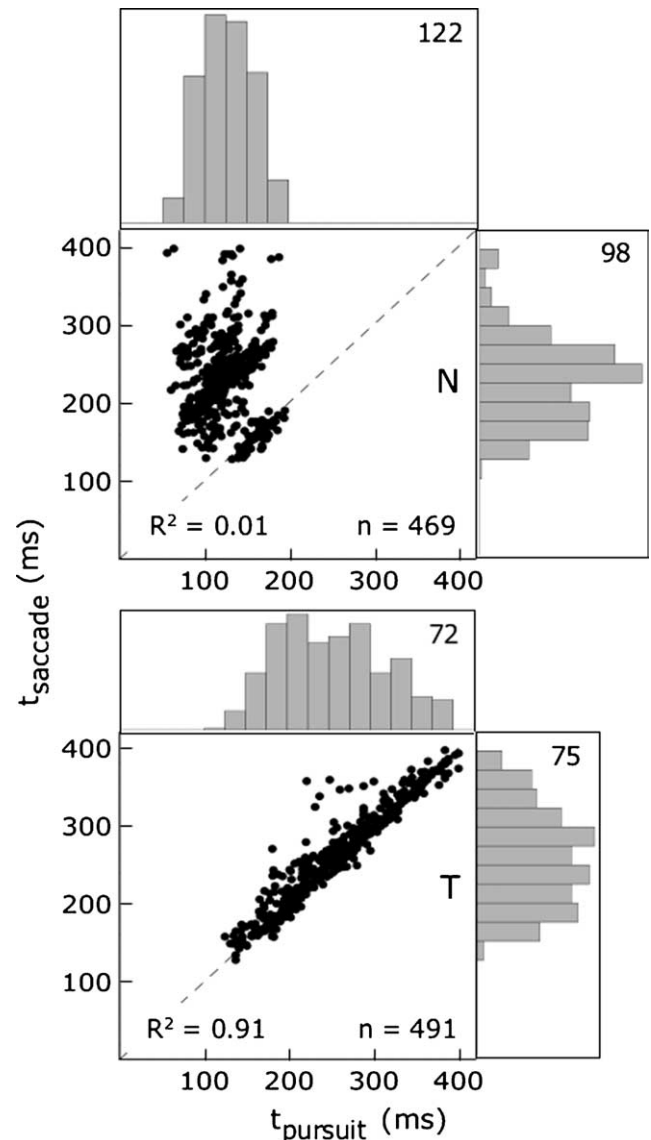 122
400
98
300
N
200
100
R² = 0.01 n = 469
100 200 300 400
t_saccade (ms)
72
400
75
300
T
200
100
R² = 0.91 n = 491
100 200 300 400
t_pursuit (ms)